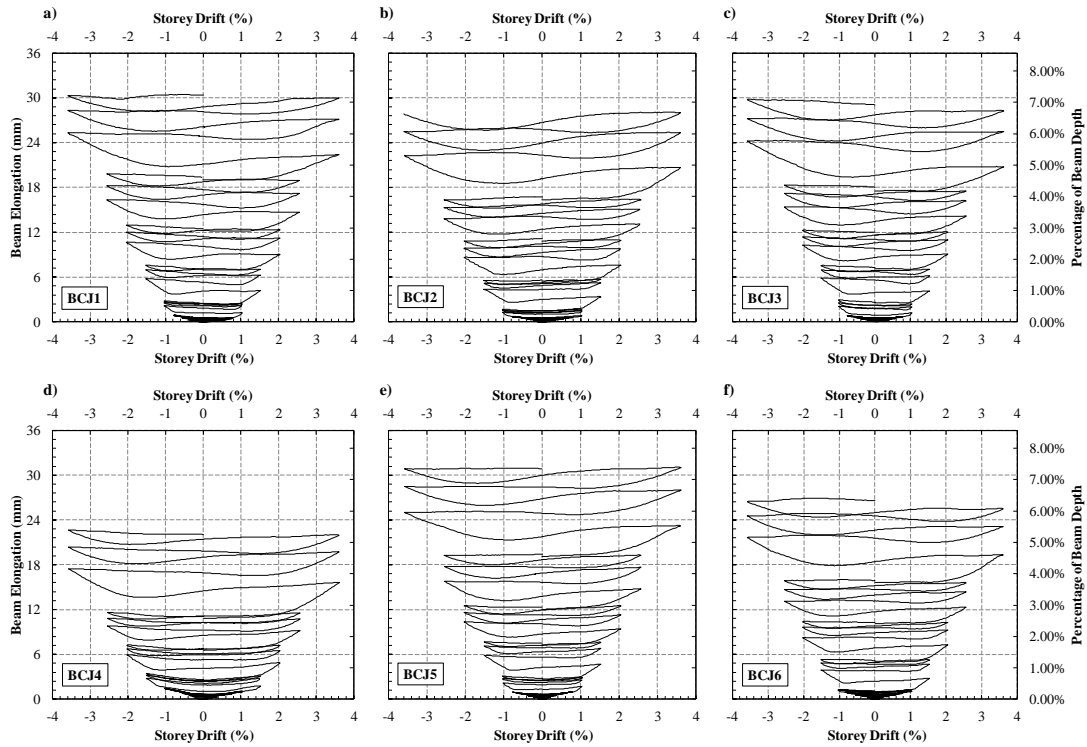 a) Storey Drift (%) b) Storey Drift (%) c) Storey Drift (%)
-4 -3 -2 -1 0 1 2 3 4 -4 -3 -2 -1 0 1 2 3 4 -4 -3 -2 -1 0 1 2 3 4
36
30
24
18
12
6
0
Beam Elongation (mm)
BCJ1 BCJ2 BCJ3
8.00%
7.00%
6.00%
5.00%
4.00%
3.00%
2.00%
1.00%
0.00%
Percentage of Beam Depth
-4 -3 -2 -1 0 1 2 3 4 -4 -3 -2 -1 0 1 2 3 4 -4 -3 -2 -1 0 1 2 3 4
Storey Drift (%) Storey Drift (%) Storey Drift (%)
d) Storey Drift (%) e) Storey Drift (%) f) Storey Drift (%)
-4 -3 -2 -1 0 1 2 3 4 -4 -3 -2 -1 0 1 2 3 4 -4 -3 -2 -1 0 1 2 3 4
36
30
24
18
12
6
0
Beam Elongation (mm)
BCJ4 BCJ5 BCJ6
8.00%
7.00%
6.00%
5.00%
4.00%
3.00%
2.00%
1.00%
0.00%
Percentage of Beam Depth
-4 -3 -2 -1 0 1 2 3 4 -4 -3 -2 -1 0 1 2 3 4 -4 -3 -2 -1 0 1 2 3 4
Storey Drift (%) Storey Drift (%) Storey Drift (%)